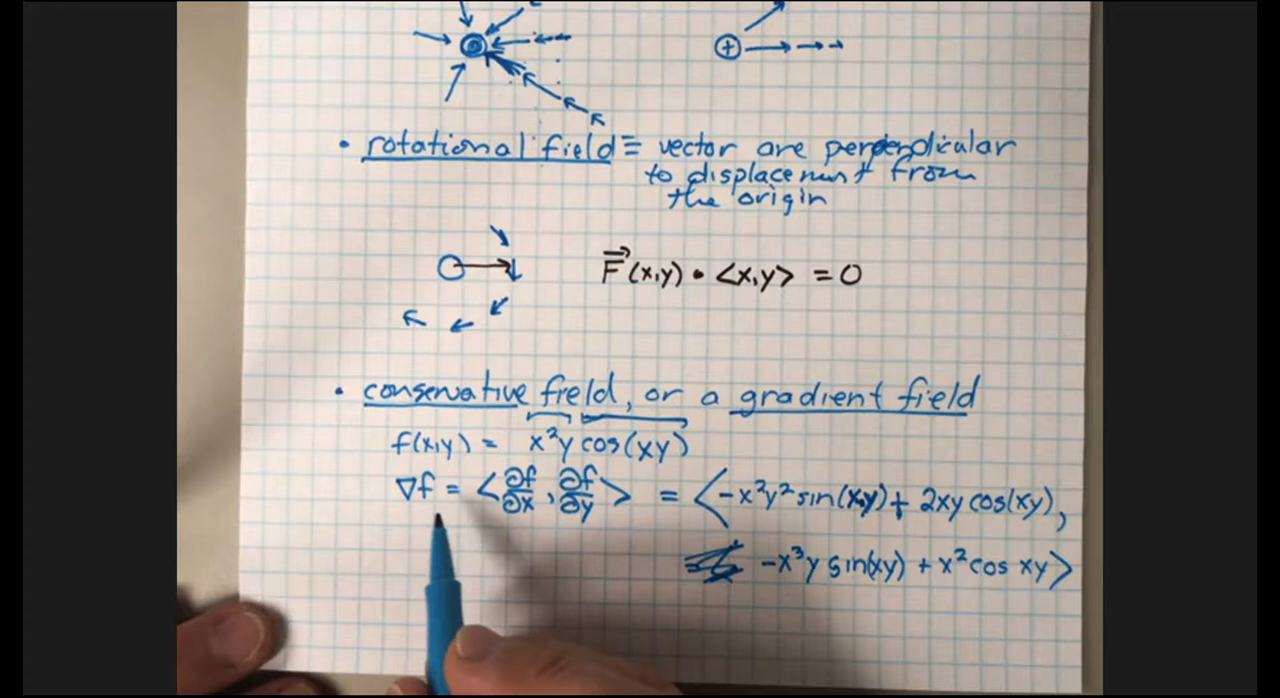 • rotational field = vector are perpendicular
to displacement from
the origin
F⃗(x,y) • <x,y> = 0
• conservative field, or a gradient field
f(x,y) = x²y cos(xy)
∇f = <∂f/∂x, ∂f/∂y> = <-x²y² sin(xy) + 2xy cos(xy),
-x³y sin(xy) + x² cos xy>